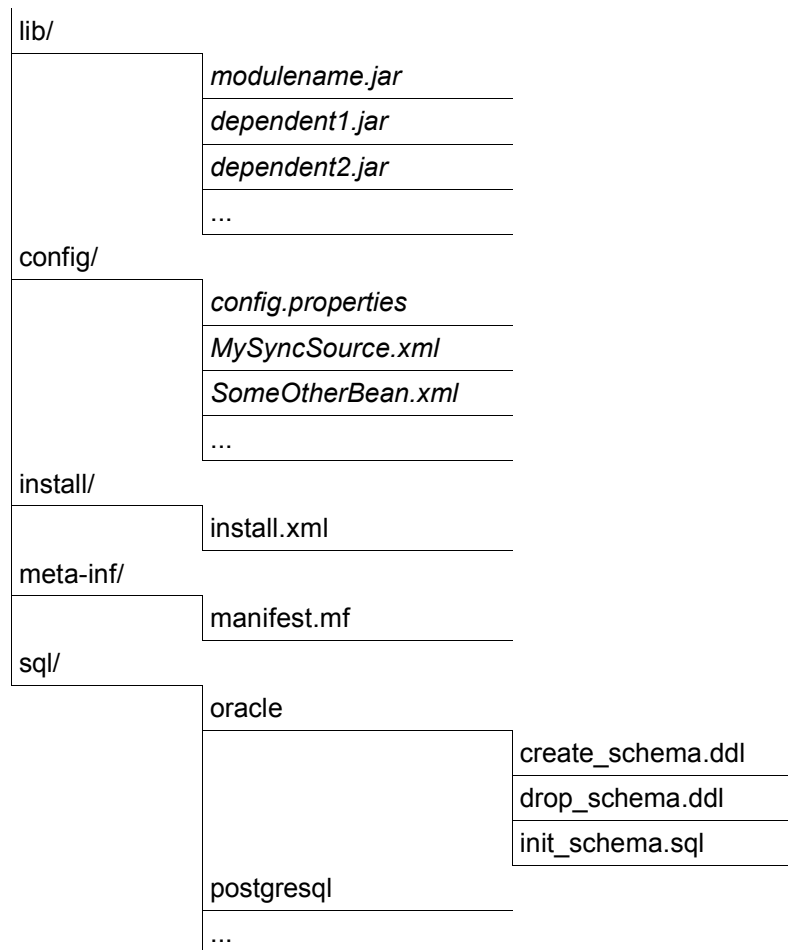 lib/
modulename.jar
dependent1.jar
dependent2.jar
...
config/
config.properties
MySyncSource.xml
SomeOtherBean.xml
...
install/
install.xml
meta-inf/
manifest.mf
sql/
oracle
create_schema.ddl
drop_schema.ddl
init_schema.sql
postgresql
...